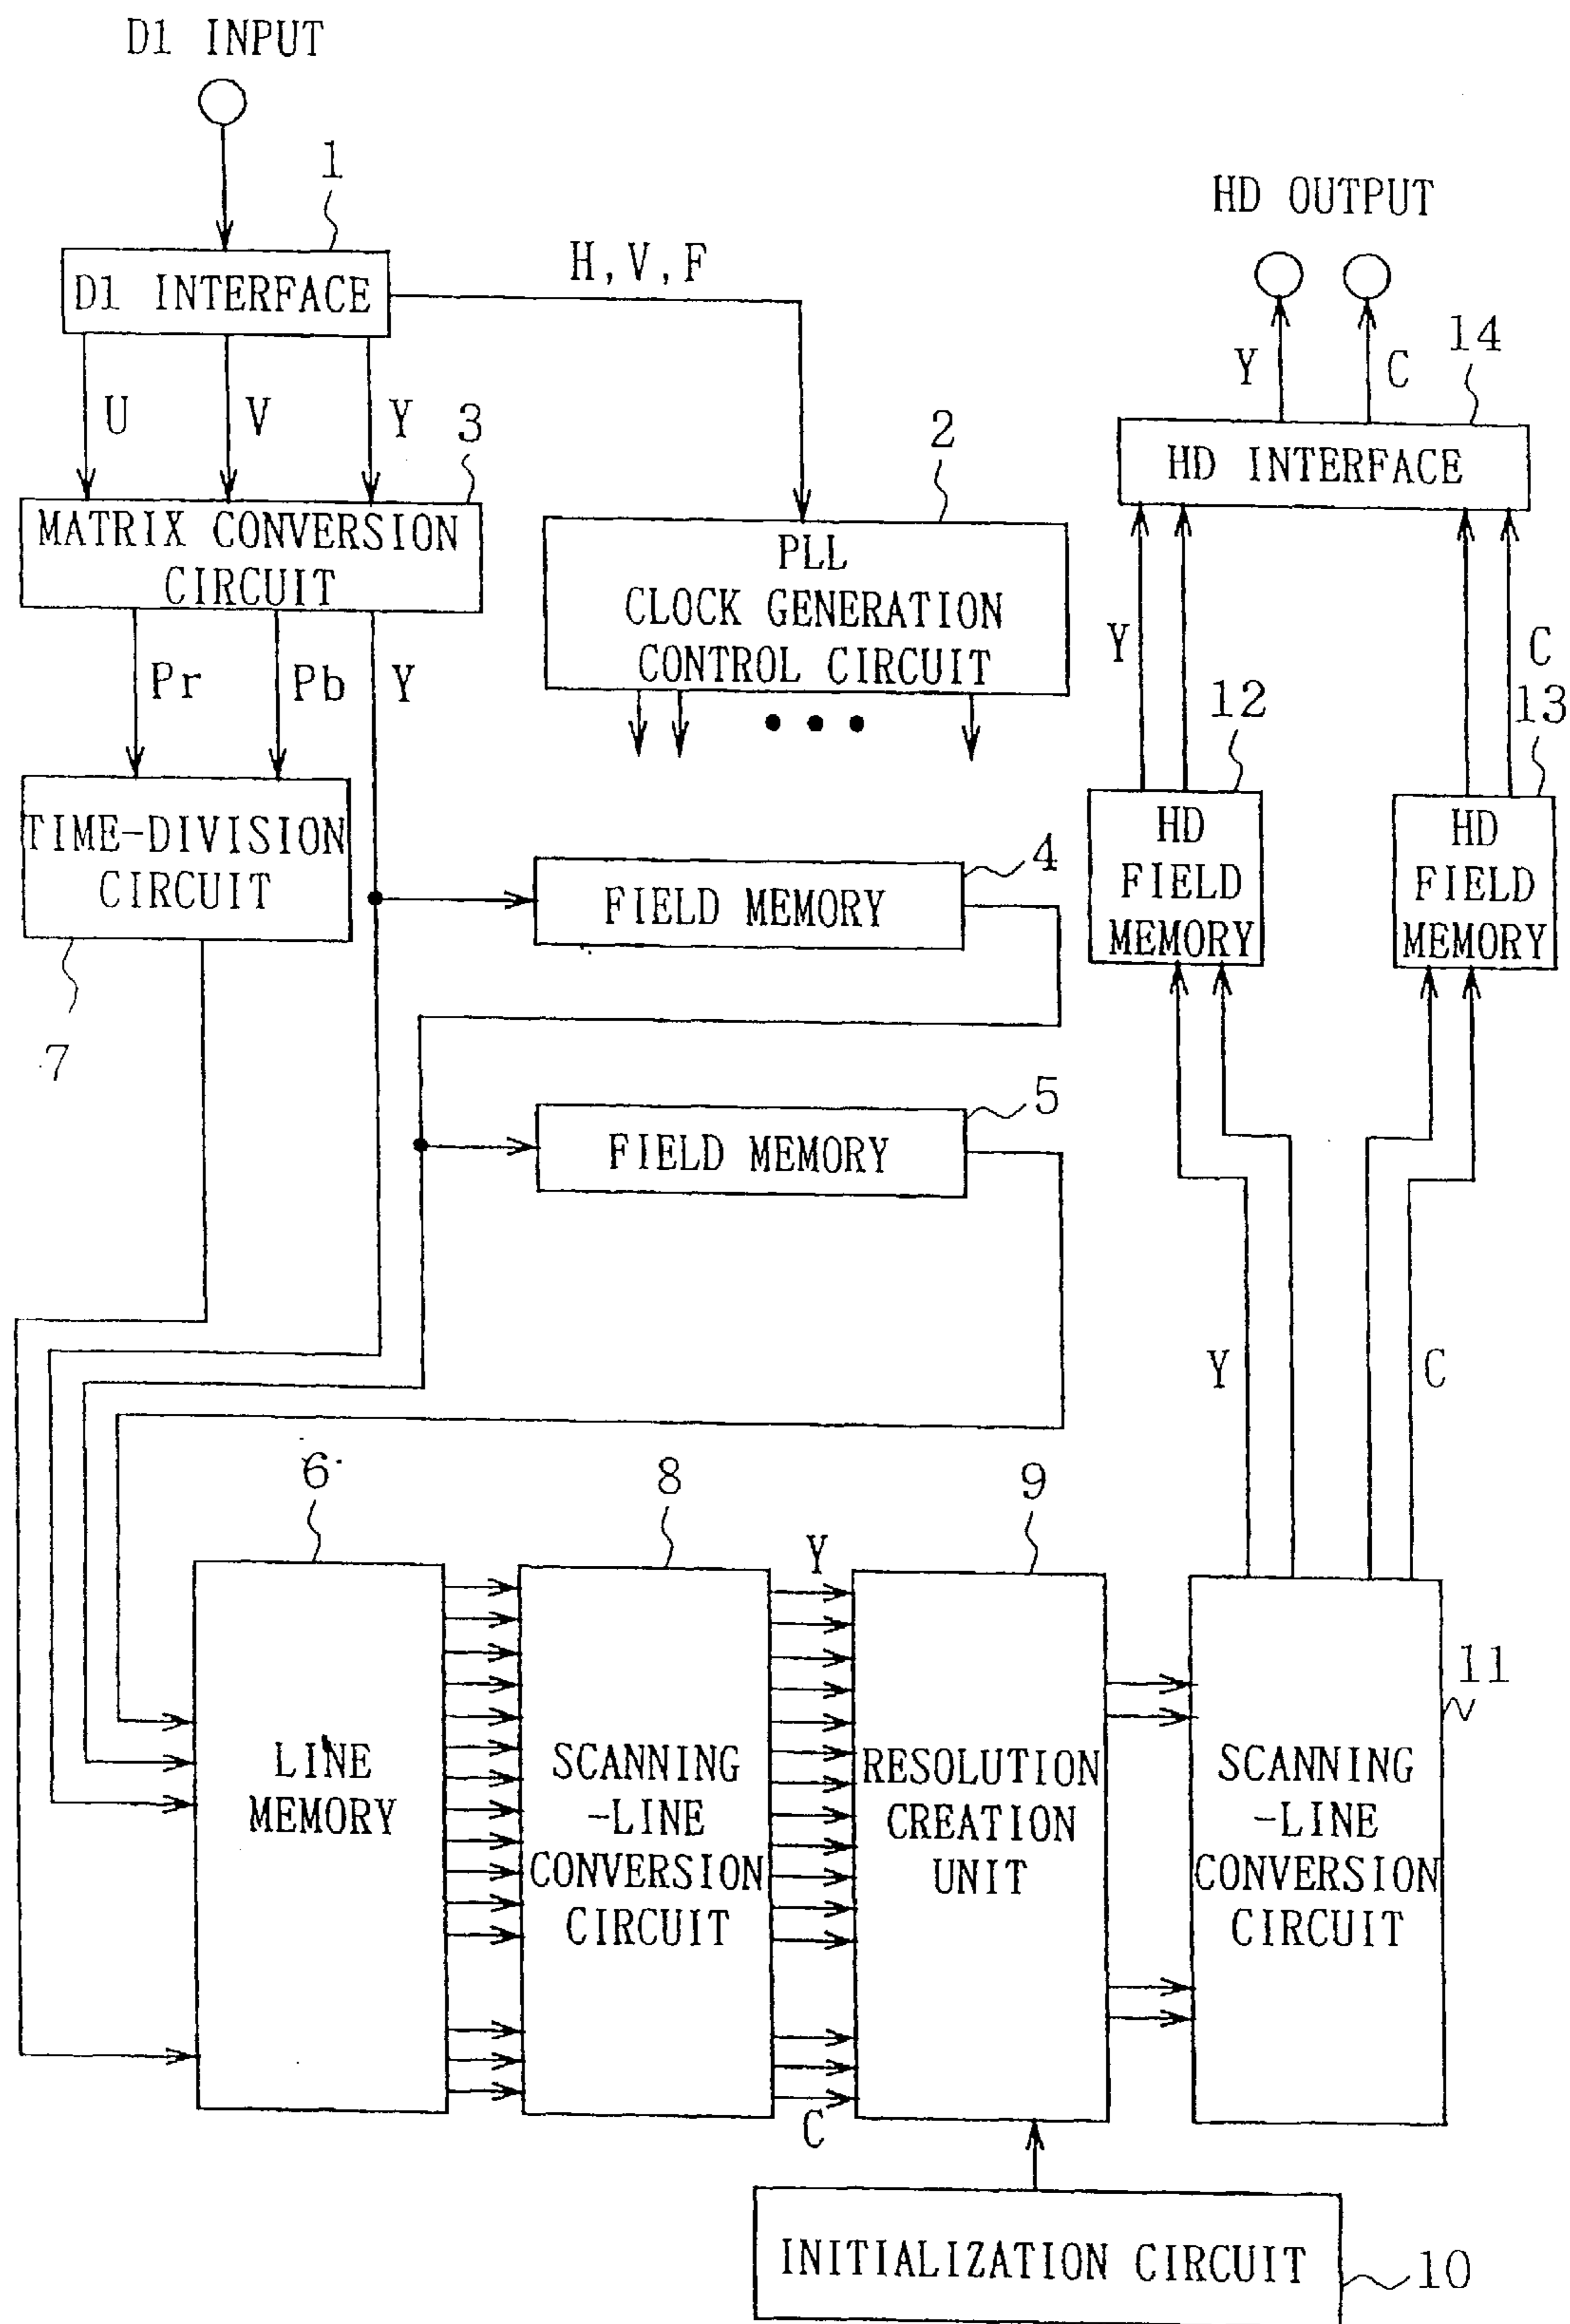 D1 INPUT
1
HD OUTPUT
D1 INTERFACE
H, V, F
U
V
Y
3
2
Y
C
14
HD INTERFACE
MATRIX CONVERSION
CIRCUIT
PLL
CLOCK GENERATION
CONTROL CIRCUIT
Pr
Pb
Y
Y
C
12
13
TIME-DIVISION
CIRCUIT
7
FIELD MEMORY
4
HD
FIELD
MEMORY
HD
FIELD
MEMORY
FIELD MEMORY
5
Y
C
6
8
9
11
Y
LINE
MEMORY
SCANNING
-LINE
CONVERSION
CIRCUIT
RESOLUTION
CREATION
UNIT
SCANNING
-LINE
CONVERSION
CIRCUIT
C
INITIALIZATION CIRCUIT
10